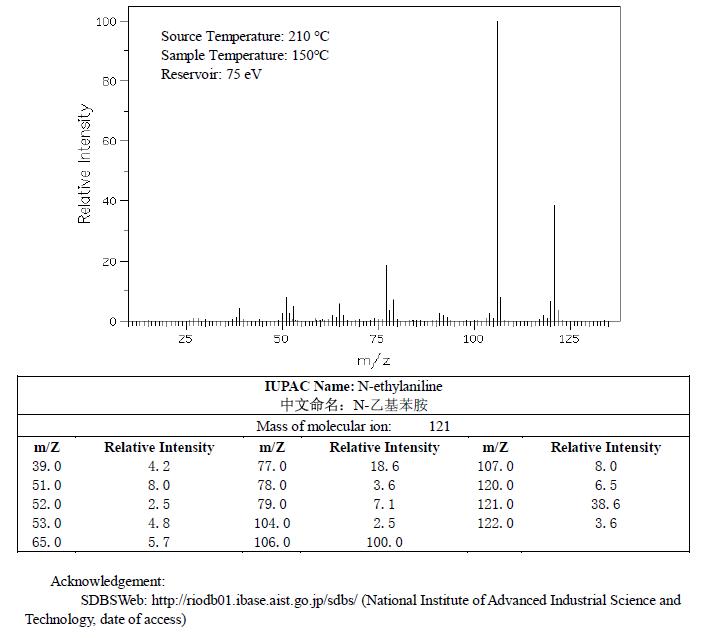 100
80
60
40
20
0
Relative Intensity
Source Temperature: 210 °C
Sample Temperature: 150°C
Reservoir: 75 eV
25 50 75 100 125
m/z
IUPAC Name: N-ethylaniline
中文命名：N-乙基苯胺
Mass of molecular ion: 121
m/Z Relative Intensity m/Z Relative Intensity m/Z Relative Intensity
39.0 4.2 77.0 18.6 107.0 8.0
51.0 8.0 78.0 3.6 120.0 6.5
52.0 2.5 79.0 7.1 121.0 38.6
53.0 4.8 104.0 2.5 122.0 3.6
65.0 5.7 106.0 100.0
Acknowledgement:
SDBSWeb: http://riodb01.ibase.aist.go.jp/sdbs/ (National Institute of Advanced Industrial Science and
Technology, date of access)